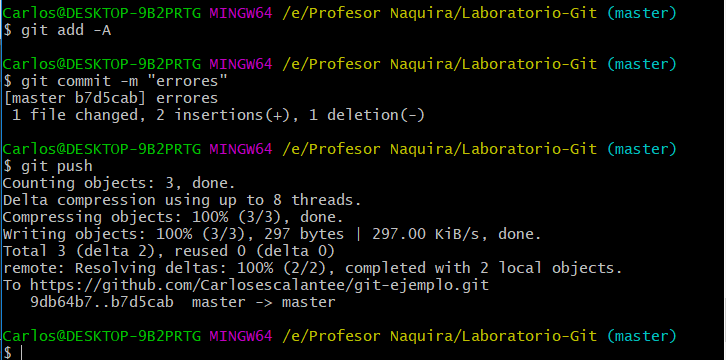 Carlos@DESKTOP-9B2PRTG MINGW64 /e/Profesor Naquira/Laboratorio-Git (master)
$ git add -A
Carlos@DESKTOP-9B2PRTG MINGW64 /e/Profesor Naquira/Laboratorio-Git (master)
$ git commit -m "errores"
[master b7d5cab] errores
 1 file changed, 2 insertions(+), 1 deletion(-)
Carlos@DESKTOP-9B2PRTG MINGW64 /e/Profesor Naquira/Laboratorio-Git (master)
$ git push
Counting objects: 3, done.
Delta compression using up to 8 threads.
Compressing objects: 100% (3/3), done.
Writing objects: 100% (3/3), 297 bytes | 297.00 KiB/s, done.
Total 3 (delta 2), reused 0 (delta 0)
remote: Resolving deltas: 100% (2/2), completed with 2 local objects.
To https://github.com/Carlosescalantee/git-ejemplo.git
   9db64b7..b7d5cab  master -> master
Carlos@DESKTOP-9B2PRTG MINGW64 /e/Profesor Naquira/Laboratorio-Git (master)
$